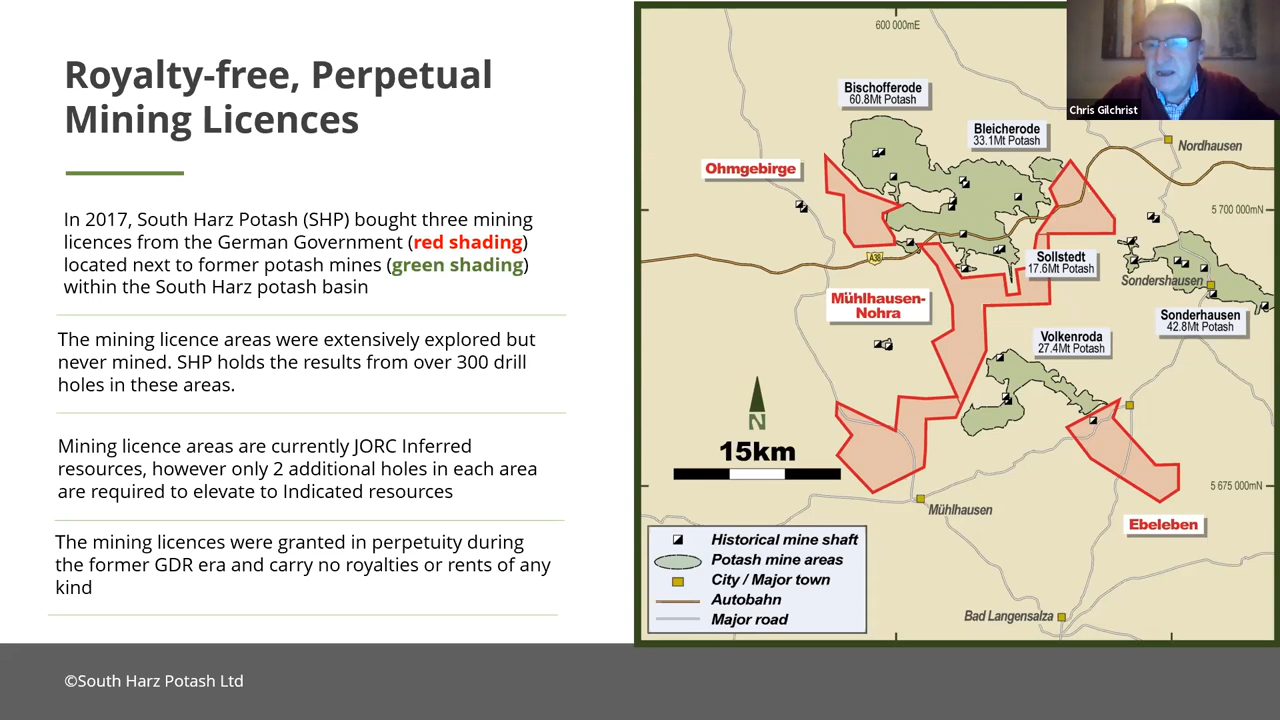 Royalty-free, Perpetual
Mining Licences
In 2017, South Harz Potash (SHP) bought three mining
licences from the German Government (red shading)
located next to former potash mines (green shading)
within the South Harz potash basin
The mining licence areas were extensively explored but
never mined. SHP holds the results from over 300 drill
holes in these areas.
Mining licence areas are currently JORC Inferred
resources, however only 2 additional holes in each area
are required to elevate to Indicated resources
The mining licences were granted in perpetuity during
the former GDR era and carry no royalties or rents of any
kind
©South Harz Potash Ltd
600 000mE
Chris Gilchrist
Bischofferode
60.8Mt Potash
Bleicherode
33.1Mt Potash
Nordhausen
Ohmgebirge
5 700 000mN
A38
Sollstedt
17.6Mt Potash
Sondershausen
Mühlhausen-
Nohra
Sonderhausen
42.8Mt Potash
Volkenroda
27.4Mt Potash
N
15km
5 675 000mN
Mühlhausen
Ebeleben
Historical mine shaft
Potash mine areas
City / Major town
Autobahn
Major road
Bad Langensalza